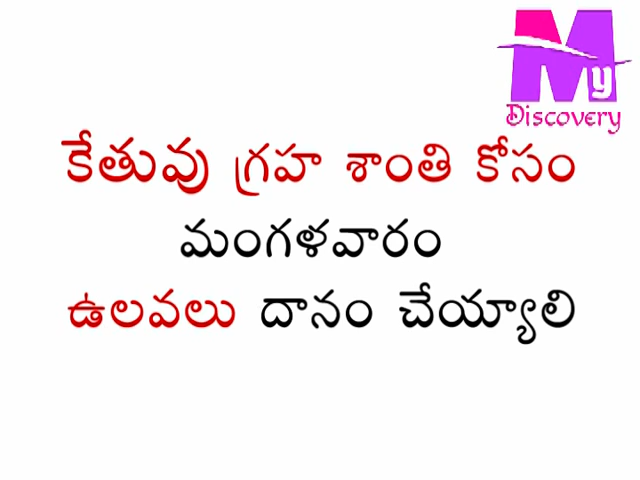 My
Discovery
కేతువు గ్రహ శాంతి కోసం
మంగళవారం
ఉలవలు దానం చేయ్యాలి